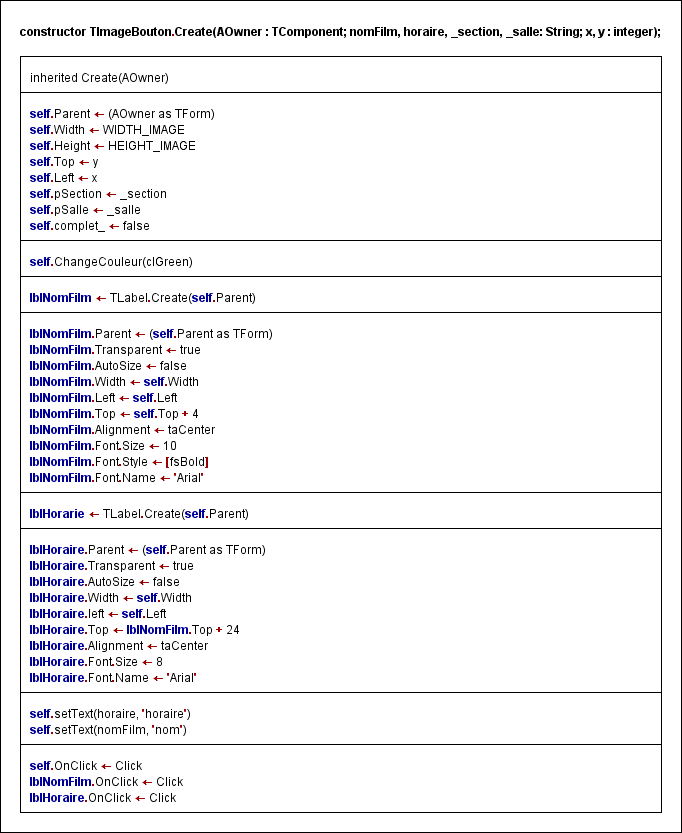 constructor TImageBouton.Create(AOwner : TComponent; nomFilm, horaire, _section, _salle: String; x, y : integer);
inherited Create(AOwner)
self.Parent ← (AOwner as TForm)
self.Width ← WIDTH_IMAGE
self.Height ← HEIGHT_IMAGE
self.Top ← y
self.Left ← x
self.pSection ← _section
self.pSalle ← _salle
self.complet_ ← false
self.ChangeCouleur(clGreen)
lblNomFilm ← TLabel.Create(self.Parent)
lblNomFilm.Parent ← (self.Parent as TForm)
lblNomFilm.Transparent ← true
lblNomFilm.AutoSize ← false
lblNomFilm.Width ← self.Width
lblNomFilm.Left ← self.Left
lblNomFilm.Top ← self.Top + 4
lblNomFilm.Alignment ← taCenter
lblNomFilm.Font.Size ← 10
lblNomFilm.Font.Style ← [fsBold]
lblNomFilm.Font.Name ← 'Arial'
lblHorarie ← TLabel.Create(self.Parent)
lblHoraire.Parent ← (self.Parent as TForm)
lblHoraire.Transparent ← true
lblHoraire.AutoSize ← false
lblHoraire.Width ← self.Width
lblHoraire.left ← self.Left
lblHoraire.Top ← lblNomFilm.Top + 24
lblHoraire.Alignment ← taCenter
lblHoraire.Font.Size ← 8
lblHoraire.Font.Name ← 'Arial'
self.setText(horaire, 'horaire')
self.setText(nomFilm, 'nom')
self.OnClick ← Click
lblNomFilm.OnClick ← Click
lblHoraire.OnClick ← Click